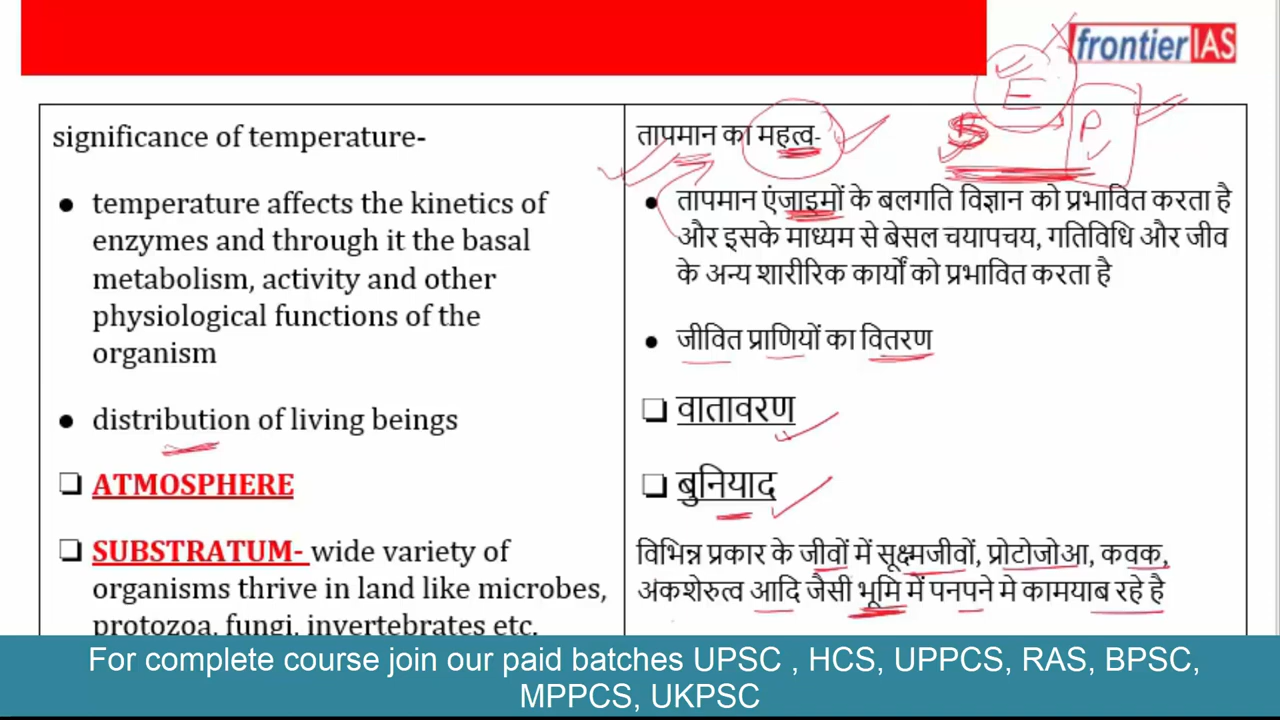 frontier IAS
E
S
P
significance of temperature-
● temperature affects the kinetics of
enzymes and through it the basal
metabolism, activity and other
physiological functions of the
organism
● distribution of living beings
❏ ATMOSPHERE
❏ SUBSTRATUM- wide variety of
organisms thrive in land like microbes,
protozoa, fungi, invertebrates etc.
तापमान का महत्व-
● तापमान एंजाइमों के बलगति विज्ञान को प्रभावित करता है
और इसके माध्यम से बेसल चयापचय, गतिविधि और जीव
के अन्य शारीरिक कार्यों को प्रभावित करता है
● जीवित प्राणियों का वितरण
❏ वातावरण
❏ बुनियाद
विभिन्न प्रकार के जीवों में सूक्ष्मजीवों, प्रोटोजोआ, कवक,
अकशेरुत्व आदि जैसी भूमि में पनपने मे कामयाब रहे है
For complete course join our paid batches UPSC , HCS, UPPCS, RAS, BPSC,
MPPCS, UKPSC